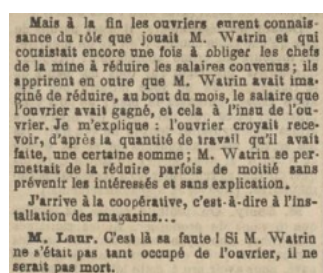 Mais à la fin les ouvriers eurent connais-
sance du rôle que jouait M. Watrin et qui
consistait encore une fois à obliger les chefs
de la mine à réduire les salaires convenus ; ils
apprirent en outre que M. Watrin avait ima-
giné de réduire, au bout du mois, le salaire que
l'ouvrier avait gagné, et cela à l'insu de l'ou-
vrier. Je m'explique : l'ouvrier croyait rece-
voir, d'après la quantité de travail qu'il avait
faite, une certaine somme ; M. Watrin se per-
mettait de la réduire parfois de moitié sans
prévenir les intéressés et sans explication.
J'arrive à la coopérative, c'est-à-dire à l'ins-
tallation des magasins...
M. Laur. C'est là sa faute ! Si M. Watrin
ne s'était pas tant occupé de l'ouvrier, il ne
serait pas mort.